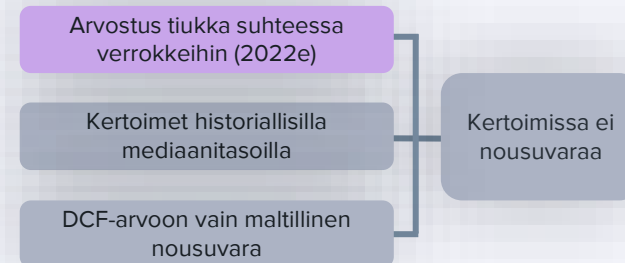 Arvostus tiukka suhteessa
verrokkeihin (2022e)
Kertoimet historiallisilla
mediaanitasoilla
DCF-arvoon vain maltillinen
nousuvara
Kertoimissa ei
nousuvaraa